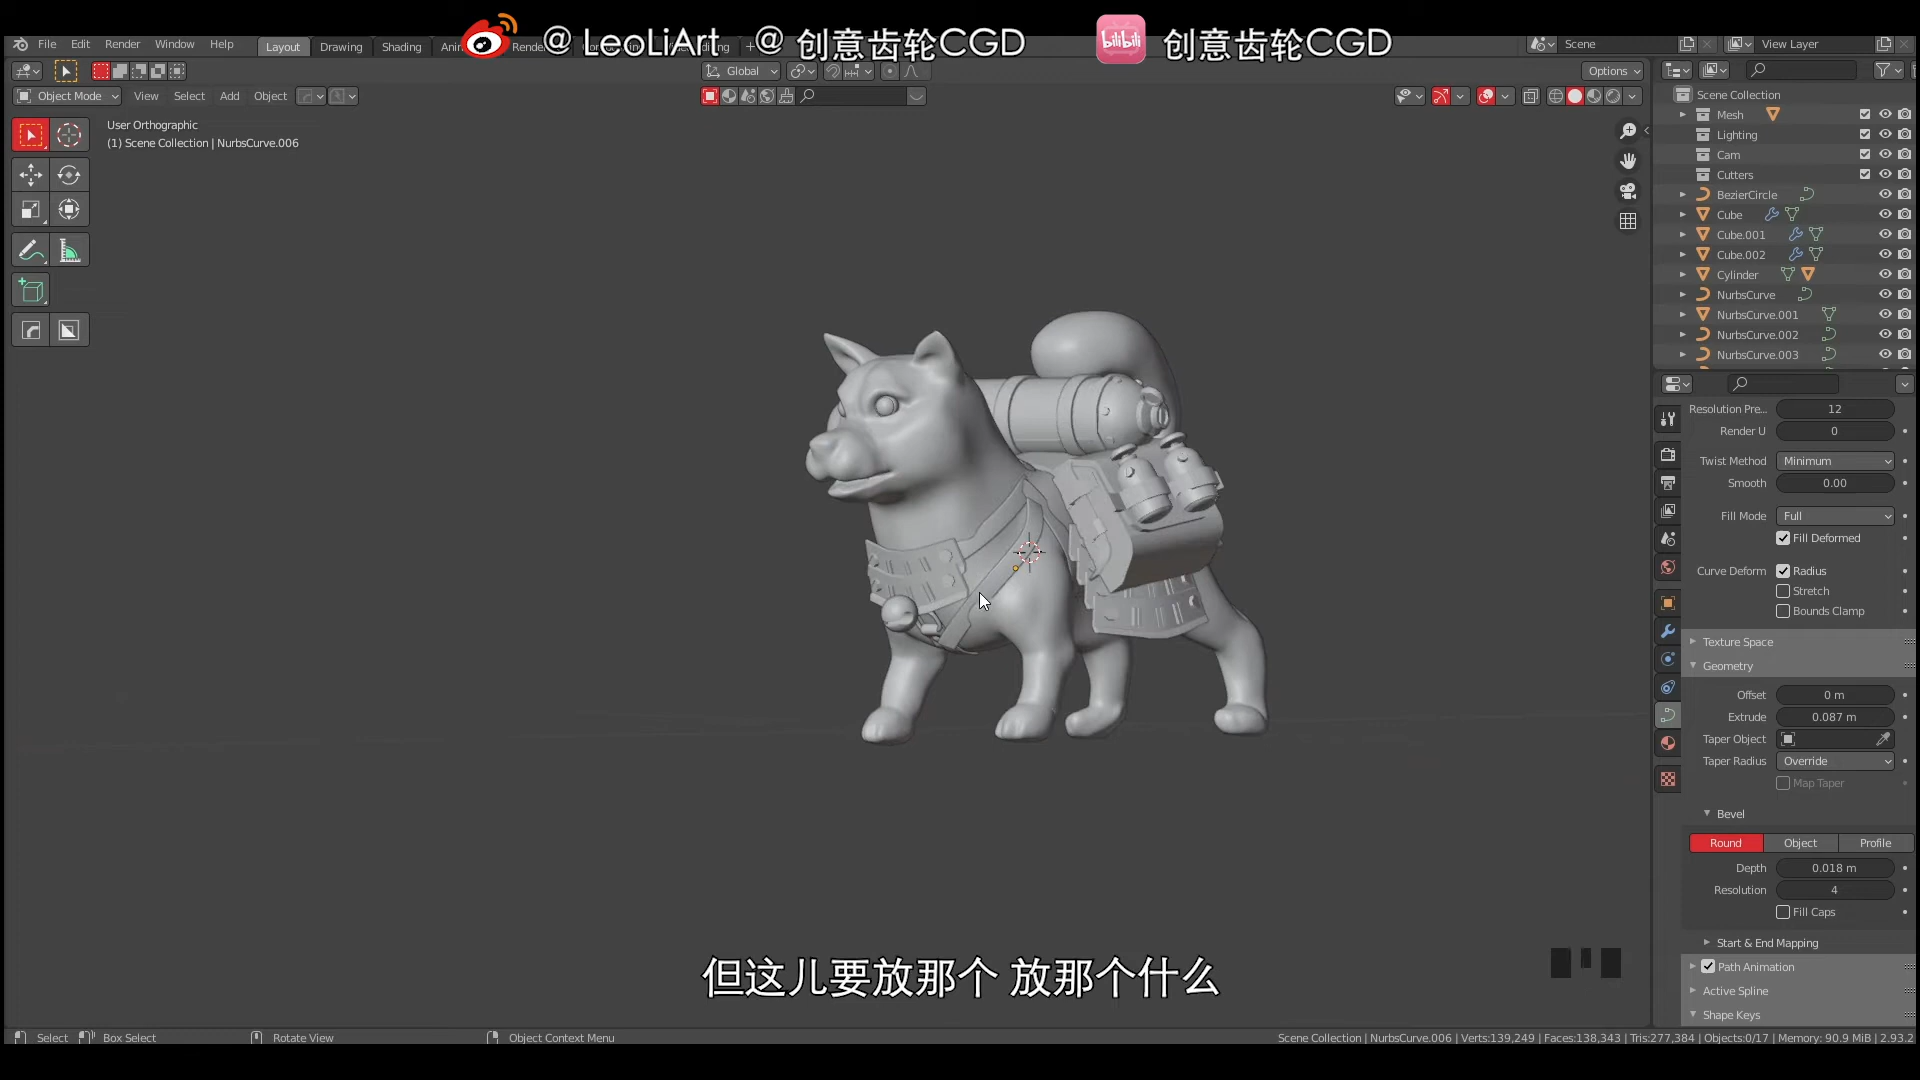 @ LeoLiArt @ 创意齿轮CGD bilibili 创意齿轮CGD
File Edit Render Window Help Layout Drawing Shading Scene View Layer
Global Options
Object Mode View Select Add Object
User Orthographic
(1) Scene Collection | NurbsCurve.006
Scene Collection
Mesh
Lighting
Cam
Cutters
BezierCircle
Cube
Cube.001
Cube.002
Cylinder
NurbsCurve
NurbsCurve.001
NurbsCurve.002
NurbsCurve.003
Resolution Pre... 12
Render U 0
Twist Method Minimum
Smooth 0.00
Fill Mode Full
Fill Deformed
Curve Deform Radius
Stretch
Bounds Clamp
Texture Space
Geometry
Offset 0 m
Extrude 0.087 m
Taper Object
Taper Radius Override
Map Taper
Bevel
Round Object Profile
Depth 0.018 m
Resolution 4
Fill Caps
Start & End Mapping
Path Animation
Active Spline
Shape Keys
但这儿要放那个 放那个什么
Select Box Select Rotate View Object Context Menu Scene Collection | NurbsCurve.006 | Verts:139,249 | Faces:138,343 | Tris:277,384 | Objects:0/17 | Memory: 90.9 MiB | 2.93.2